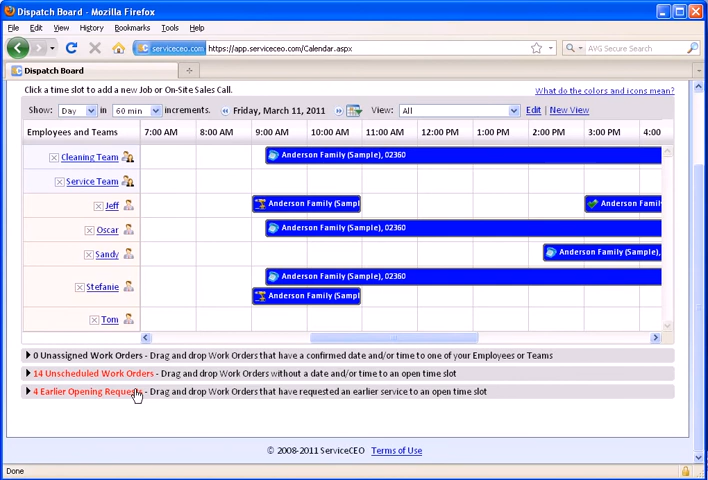 Dispatch Board - Mozilla Firefox
File Edit View History Bookmarks Tools Help
serviceceo.com https://app.serviceceo.com/Calendar.aspx AVG Secure Search
Dispatch Board
Click a time slot to add a new Job or On-Site Sales Call. What do the colors and icons mean?
Show: Day in 60 min increments. Friday, March 11, 2011 View: All Edit | New View
Employees and Teams 7:00 AM 8:00 AM 9:00 AM 10:00 AM 11:00 AM 12:00 PM 1:00 PM 2:00 PM 3:00 PM 4:00
Cleaning Team Anderson Family (Sample), 02360
Service Team
Jeff Anderson Family (Sampl Anderson Famil
Oscar Anderson Family (Sample), 02360
Sandy Anderson Family (Sample),
Stefanie Anderson Family (Sample), 02360
Anderson Family (Sampl
Tom
0 Unassigned Work Orders - Drag and drop Work Orders that have a confirmed date and/or time to one of your Employees or Teams
14 Unscheduled Work Orders - Drag and drop Work Orders without a date and/or time to an open time slot
4 Earlier Opening Requests - Drag and drop Work Orders that have requested an earlier service to an open time slot
© 2008-2011 ServiceCEO Terms of Use
Done